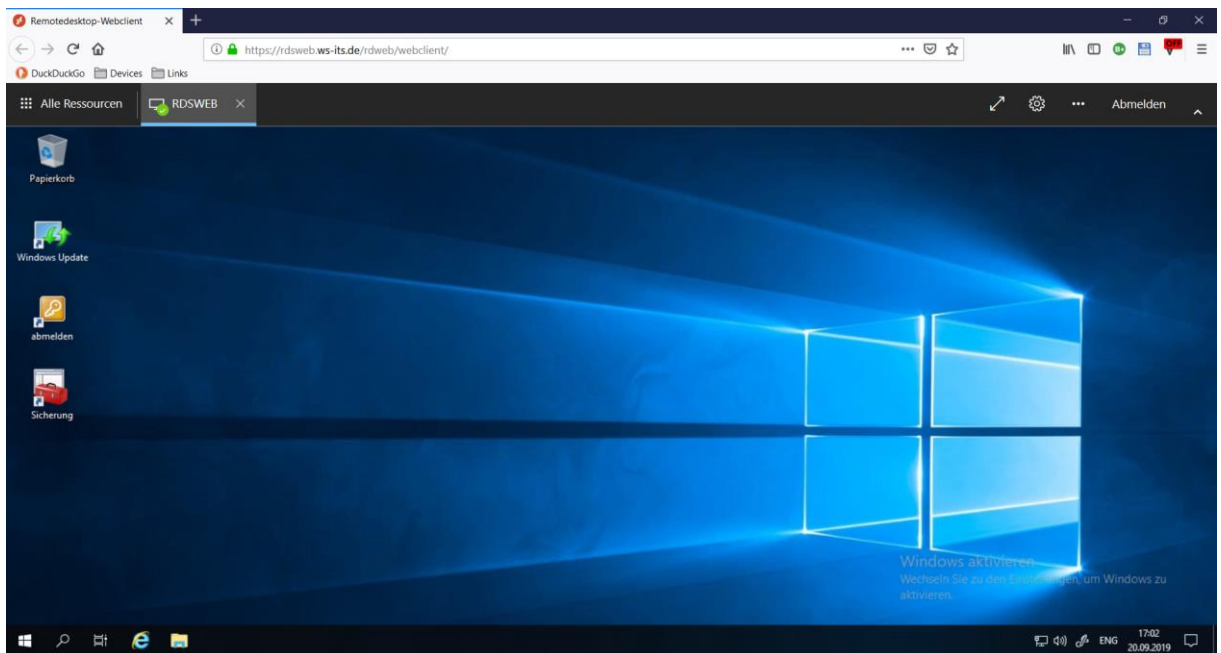 Remotedesktop-Webclient
https://rdsweb.ws-its.de/rdweb/webclient/
OFF
DuckDuckGo Devices Links
Alle Ressourcen RDSWEB Abmelden
Papierkorb
Windows Update
abmelden
Sicherung
Windows aktivieren
Wechseln Sie zu den Einstellungen, um Windows zu
aktivieren.
ENG 17:02
20.09.2019